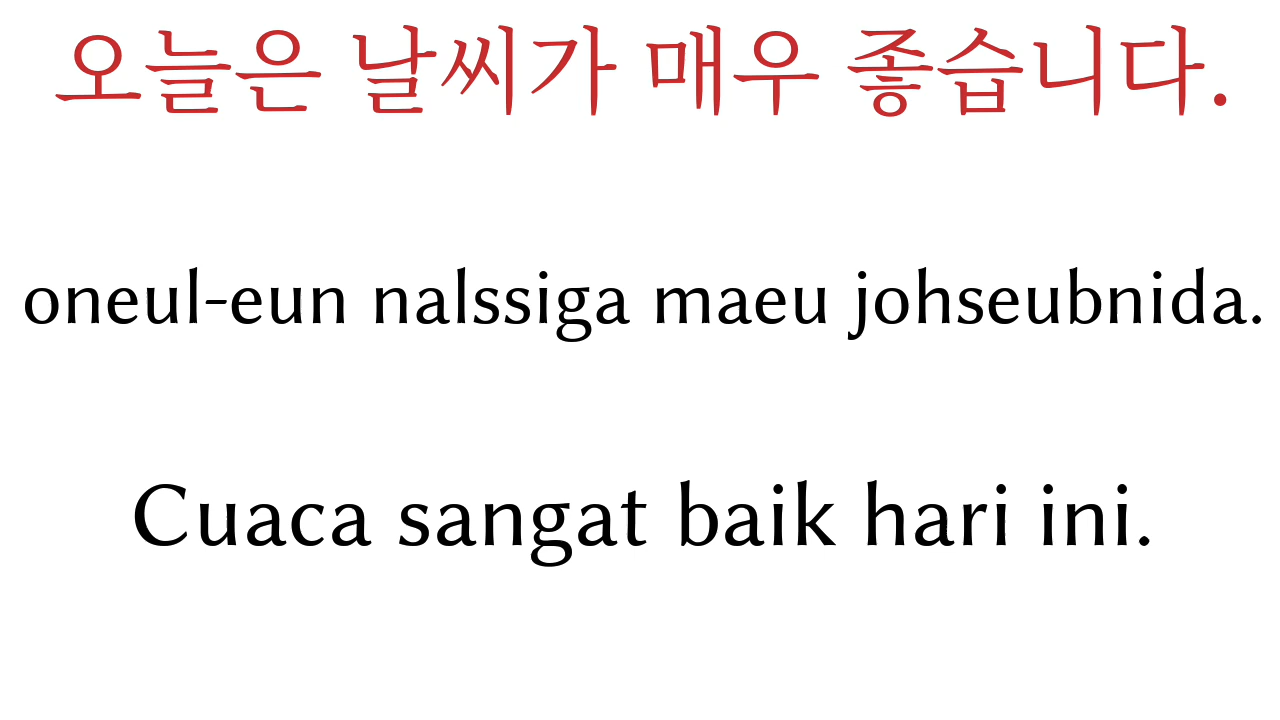 오늘은 날씨가 매우 좋습니다.
oneul-eun nalssiga maeu johseubnida.
Cuaca sangat baik hari ini.